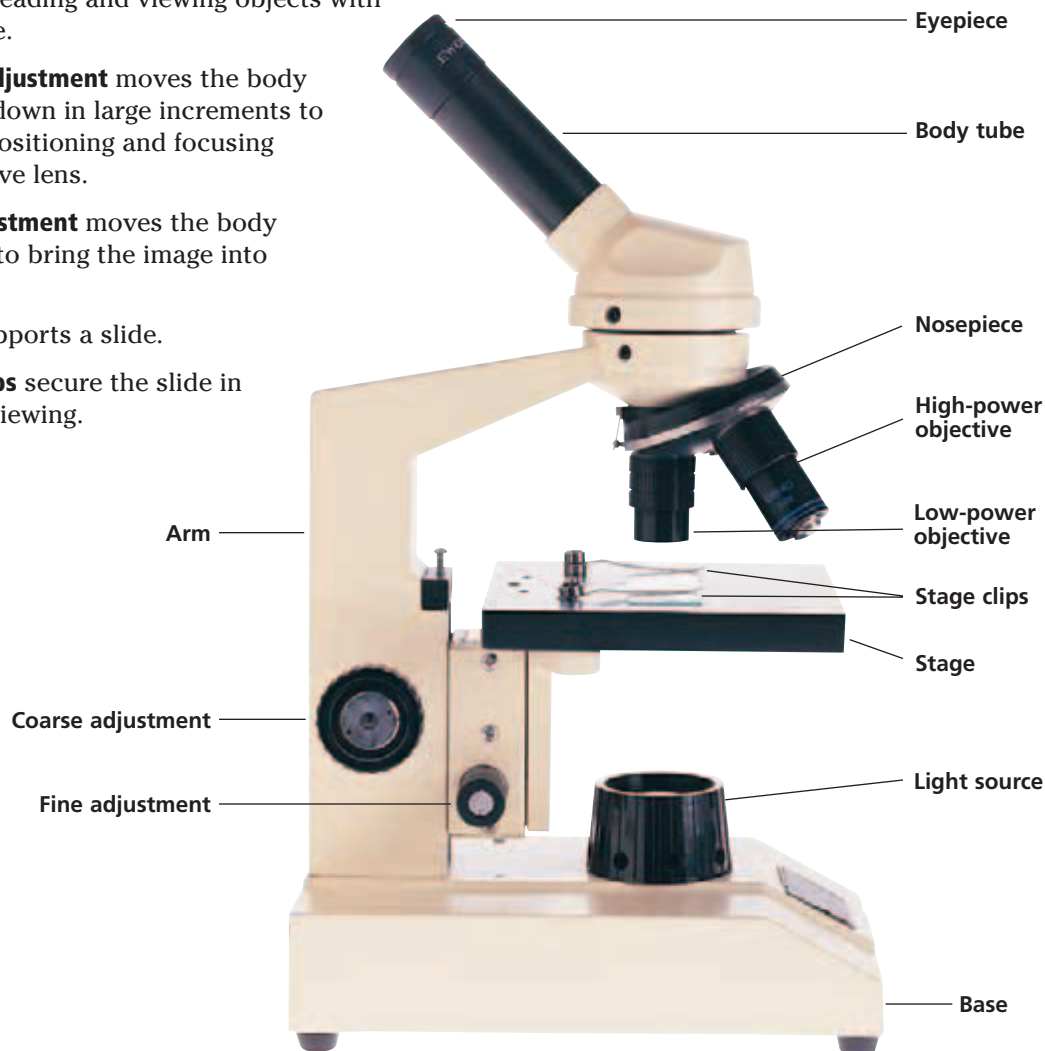 eading and viewing objects with
e.
djustment moves the body
down in large increments to
ositioning and focusing
ve lens.
ustment moves the body
to bring the image into
pports a slide.
ps secure the slide in
iewing.
Eyepiece
Body tube
Nosepiece
High-power
objective
Low-power
objective
Stage clips
Stage
Light source
Base
Arm
Coarse adjustment
Fine adjustment